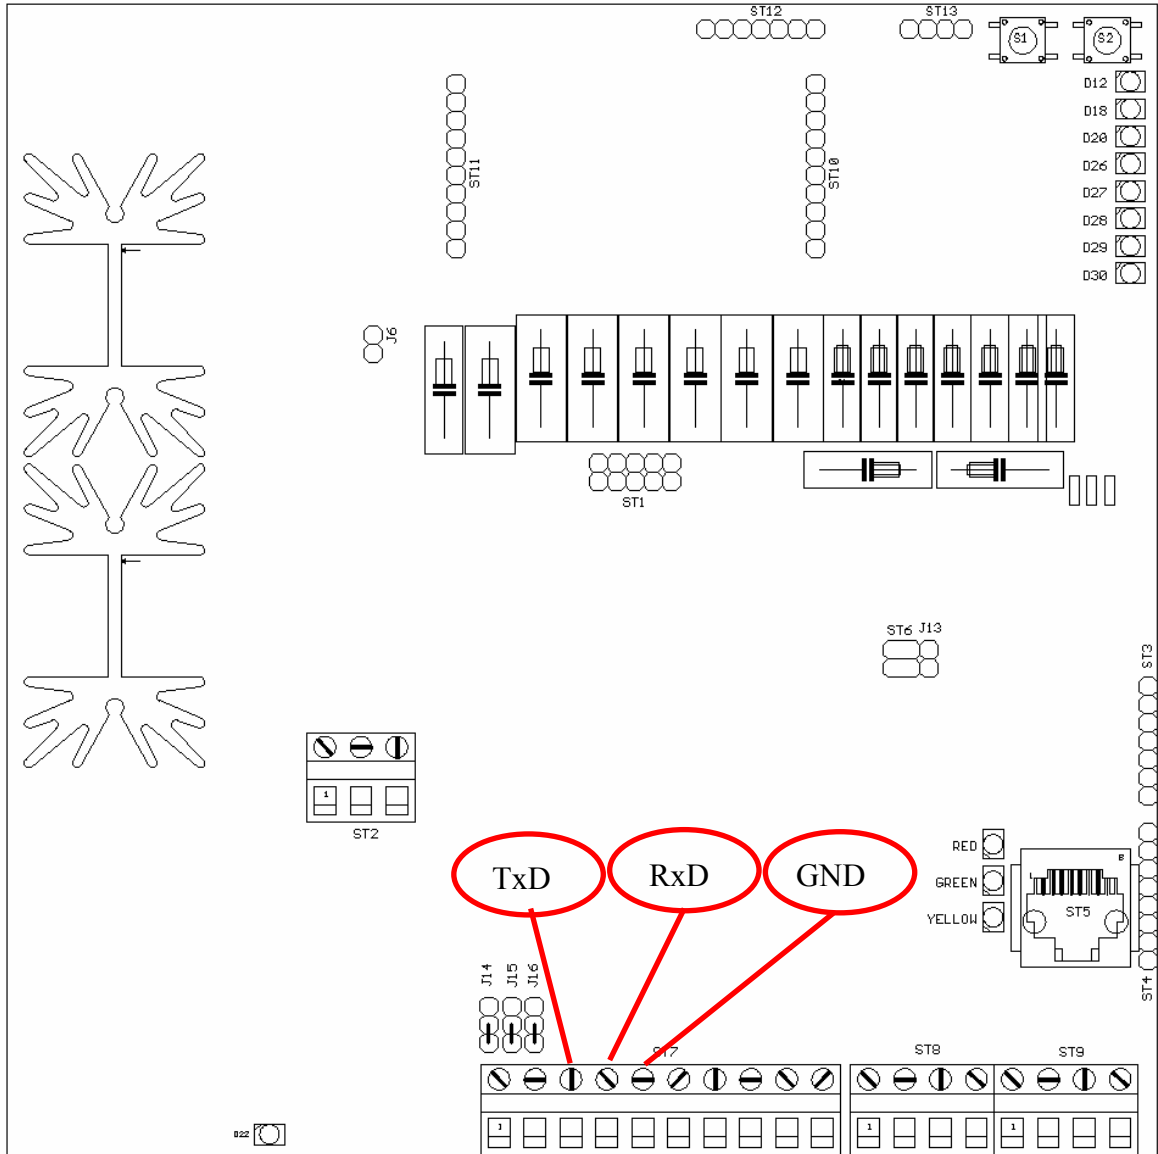 ST12
ST13
S1
S2
D12
D18
D20
D26
D27
D28
D29
D30
ST11
ST10
J6
ST1
ST6 J13
ST3
1
ST2
TxD
RxD
GND
RED
GREEN
YELLOW
8
1
ST5
ST4
J14
J15
J16
ST7
ST8
ST9
1
1
1
D22